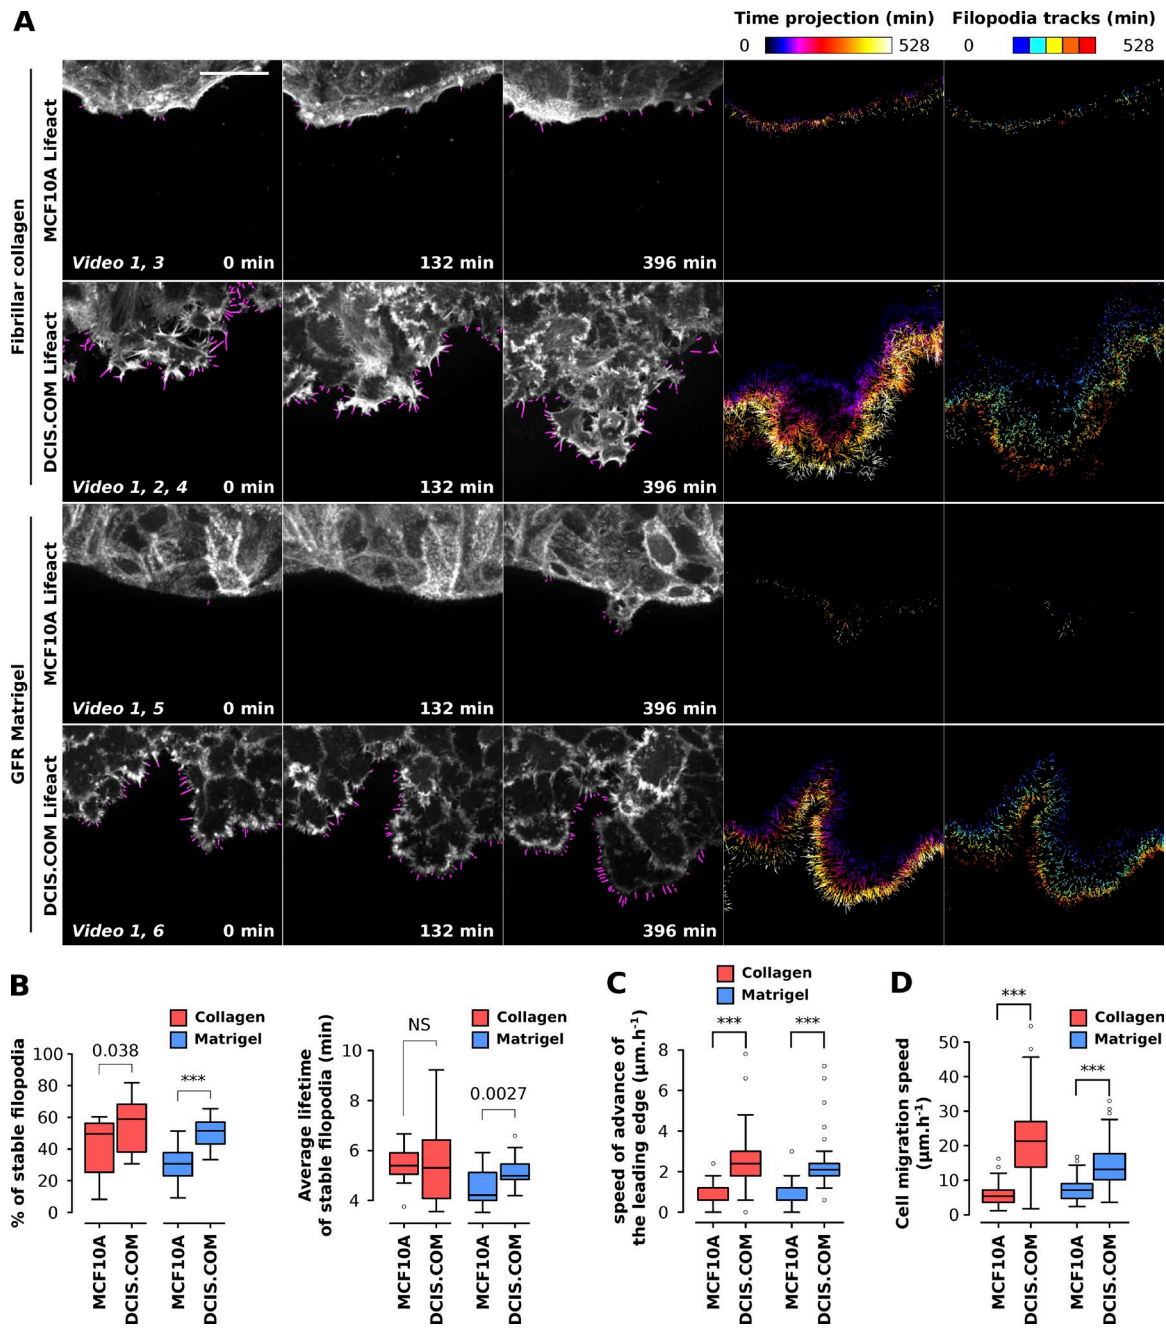 A
Time projection (min)
0
528
Filopodia tracks (min)
0
528
Fibrillar collagen
MCF10A Lifeact
Video 1, 3
0 min
132 min
396 min
DCIS.COM Lifeact
Video 1, 2, 4
0 min
132 min
396 min
GFR Matrigel
MCF10A Lifeact
Video 1, 5
0 min
132 min
396 min
DCIS.COM Lifeact
Video 1, 6
0 min
132 min
396 min
B
Collagen
Matrigel
% of stable filopodia
100
80
60
40
20
0
0.038
***
MCF10A
DCIS.COM
MCF10A
DCIS.COM
Collagen
Matrigel
Average lifetime
of stable filopodia (min)
10
8
6
4
NS
0.0027
MCF10A
DCIS.COM
MCF10A
DCIS.COM
C
Collagen
Matrigel
speed of advance of
the leading edge (µm.h⁻¹)
8
6
4
2
0
***
***
MCF10A
DCIS.COM
MCF10A
DCIS.COM
D
Collagen
Matrigel
Cell migration speed
(µm.h⁻¹)
50
40
30
20
10
0
***
***
MCF10A
DCIS.COM
MCF10A
DCIS.COM